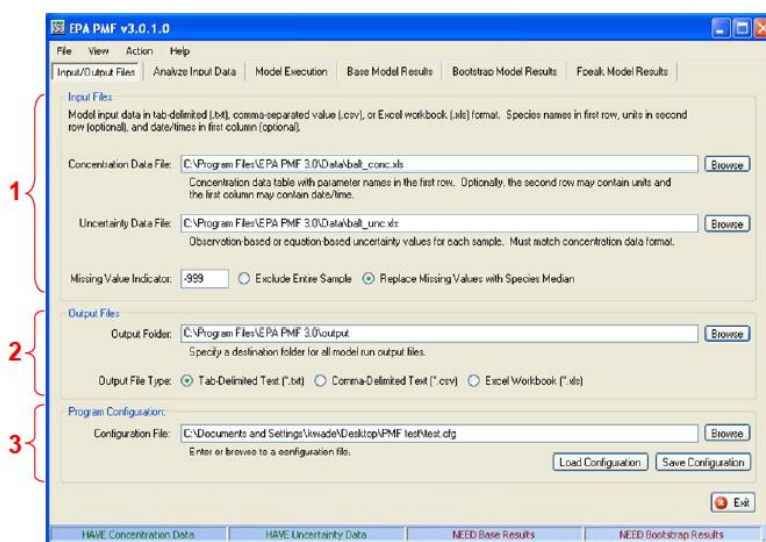 EPA PMF v3.0.1.0
File View Action Help
Input/Output Files Analyze Input Data Model Execution Base Model Results Bootstrap Model Results Fpeak Model Results
1
Input Files
Model input data in tab-delimited (.txt), comma-separated value (.csv), or Excel workbook (.xls) format. Species names in first row, units in second
row (optional), and date/times in first column (optional).
Concentration Data File: C:\Program Files\EPA PMF 3.0\Data\balt_conc.xls Browse
Concentration data table with parameter names in the first row. Optionally, the second row may contain units and
the first column may contain date/time.
Uncertainty Data File: C:\Program Files\EPA PMF 3.0\Data\balt_unc.xls Browse
Observation-based or equation-based uncertainty values for each sample. Must match concentration data format.
Missing Value Indicator: -999 Exclude Entire Sample Replace Missing Values with Species Median
2
Output Files
Output Folder: C:\Program Files\EPA PMF 3.0\output Browse
Specify a destination folder for all model run output files.
Output File Type: Tab-Delimited Text (*.txt) Comma-Delimited Text (*.csv) Excel Workbook (*.xls)
3
Program Configuration:
Configuration File: C:\Documents and Settings\kwade\Desktop\PMF test\test.cfg Browse
Enter or browse to a configuration file.
Load Configuration Save Configuration
Exit
HAVE Concentration Data HAVE Uncertainty Data NEED Base Results NEED Bootstrap Results